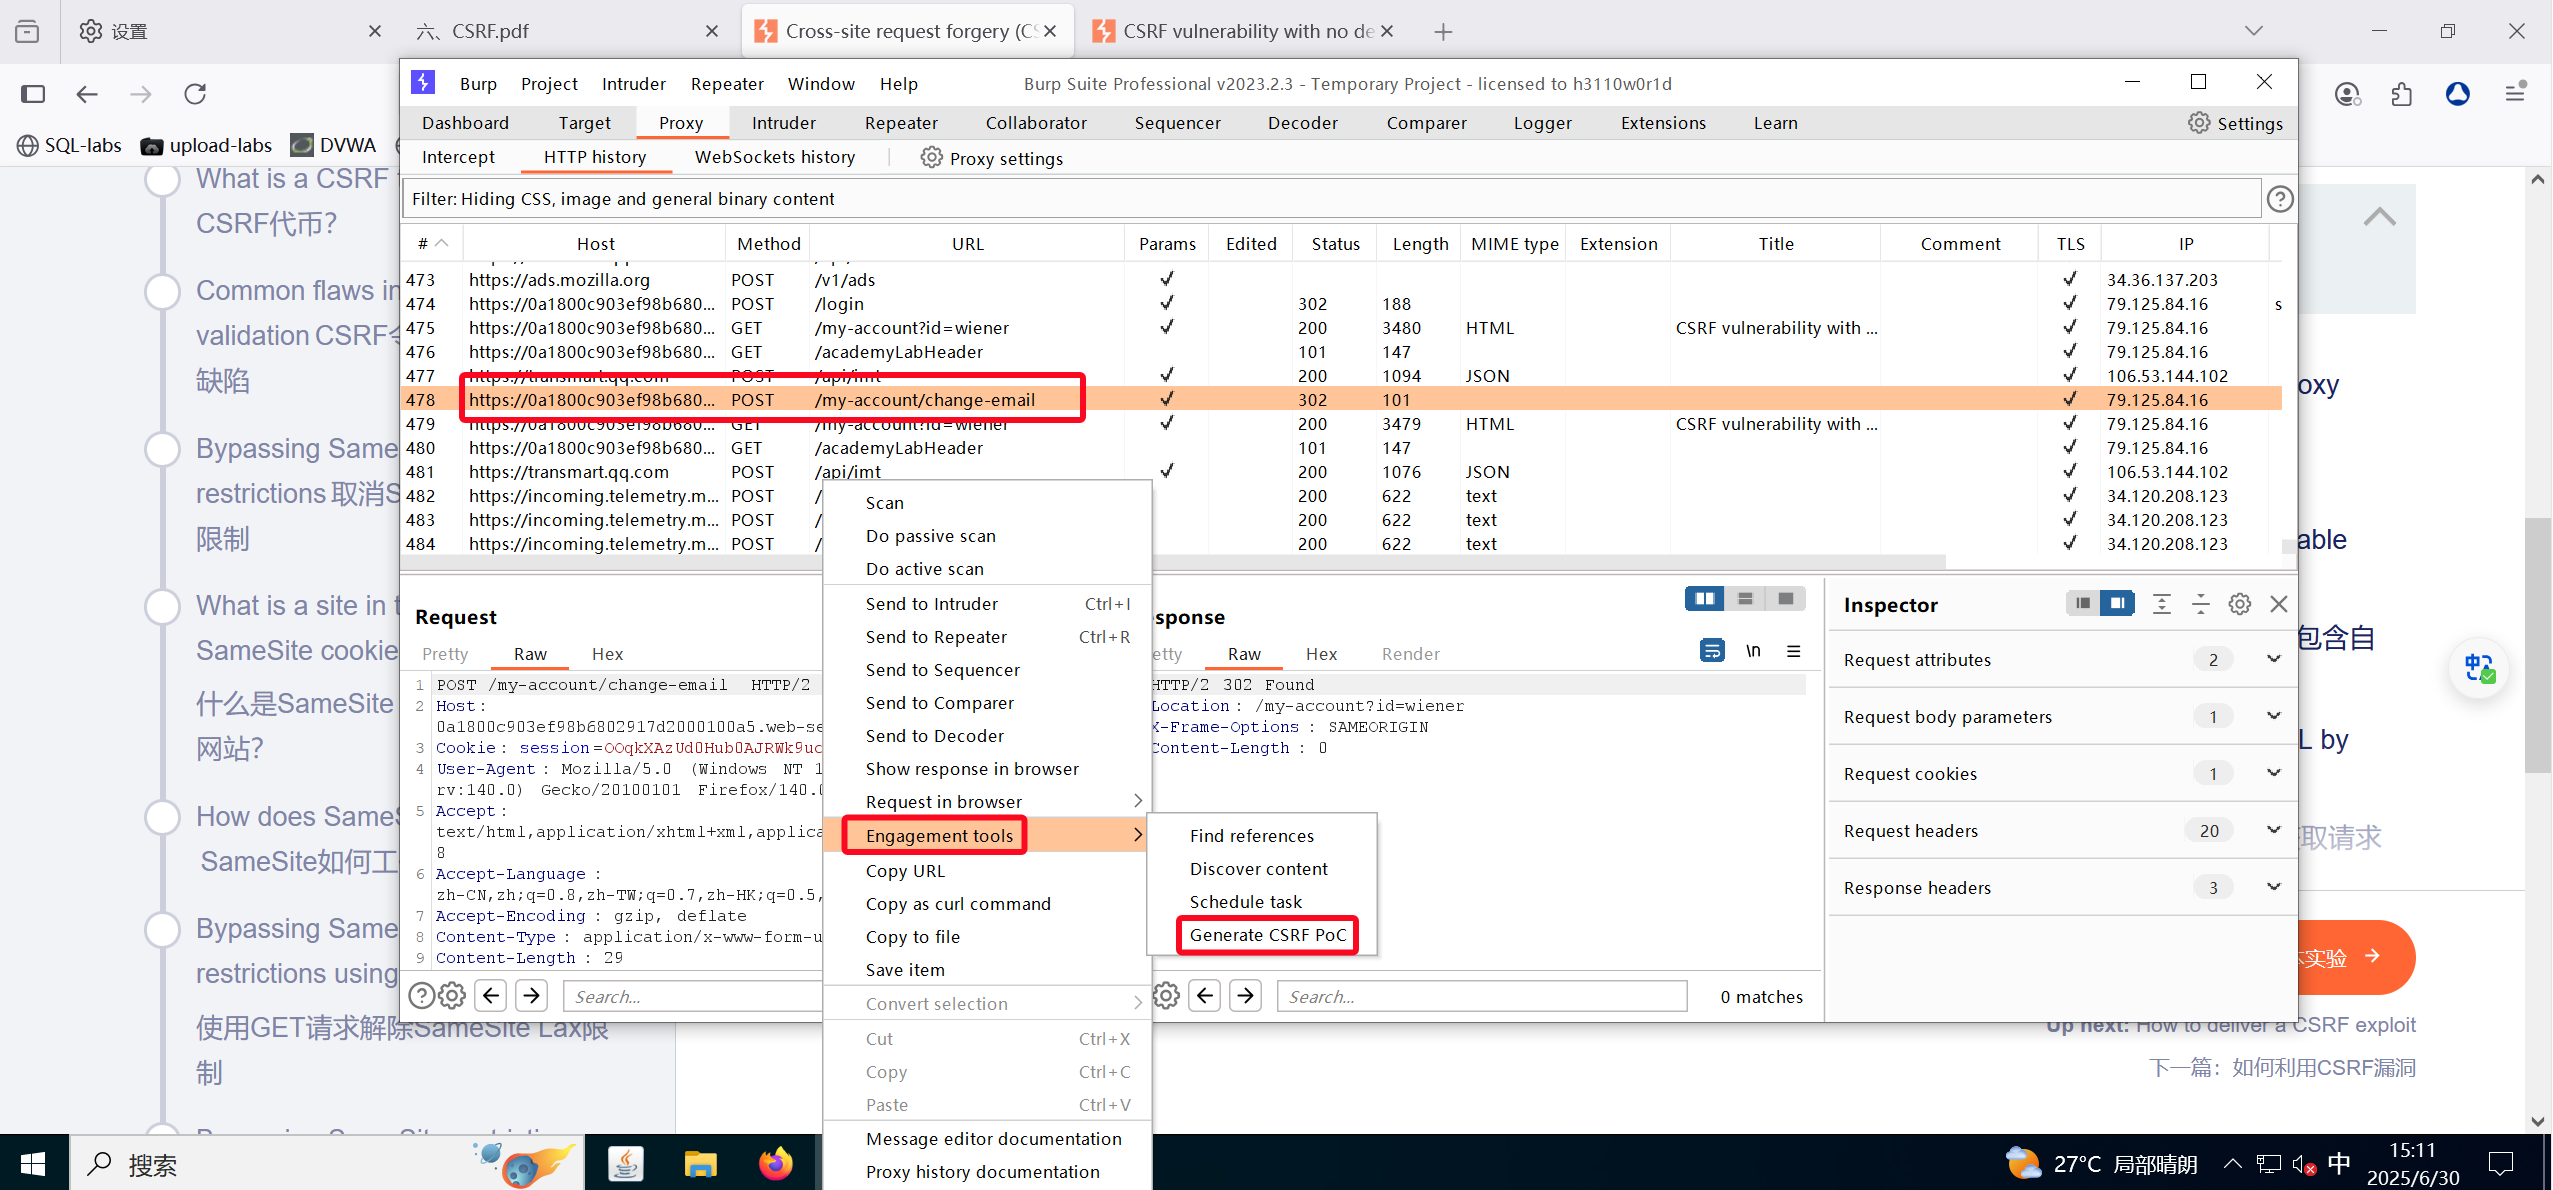 设置
六、CSRF.pdf
Cross-site request forgery (CS
CSRF vulnerability with no de
SQL-labs
upload-labs
DVWA
Burp Project Intruder Repeater Window Help
Burp Suite Professional v2023.2.3 - Temporary Project - licensed to h3110w0r1d
Dashboard Target Proxy Intruder Repeater Collaborator Sequencer Decoder Comparer Logger Extensions Learn Settings
Intercept HTTP history WebSockets history Proxy settings
Filter: Hiding CSS, image and general binary content
# Host Method URL Params Edited Status Length MIME type Extension Title Comment TLS IP
473 https://ads.mozilla.org POST /v1/ads ✓ ✓ 34.36.137.203
474 https://0a1800c903ef98b680... POST /login ✓ 302 188 ✓ 79.125.84.16 s
475 https://0a1800c903ef98b680... GET /my-account?id=wiener ✓ 200 3480 HTML CSRF vulnerability with ... ✓ 79.125.84.16
476 https://0a1800c903ef98b680... GET /academyLabHeader 101 147 ✓ 79.125.84.16
477 https://transmart.qq.com POST /api/imt ✓ 200 1094 JSON ✓ 106.53.144.102
478 https://0a1800c903ef98b680... POST /my-account/change-email ✓ 302 101 ✓ 79.125.84.16
479 https://0a1800c903ef98b680... GET /my-account?id=wiener ✓ 200 3479 HTML CSRF vulnerability with ... ✓ 79.125.84.16
480 https://0a1800c903ef98b680... GET /academyLabHeader 101 147 ✓ 79.125.84.16
481 https://transmart.qq.com POST /api/imt ✓ 200 1076 JSON ✓ 106.53.144.102
482 https://incoming.telemetry.m... POST / 200 622 text ✓ 34.120.208.123
483 https://incoming.telemetry.m... POST / 200 622 text ✓ 34.120.208.123
484 https://incoming.telemetry.m... POST / 200 622 text ✓ 34.120.208.123
Request
Pretty Raw Hex
1 POST /my-account/change-email HTTP/2
2 Host:
0a1800c903ef98b6802917d2000100a5.web-se
3 Cookie: session=OOqkXAzUd0Hub0AJRWk9uc
4 User-Agent: Mozilla/5.0 (Windows NT 1
rv:140.0) Gecko/20100101 Firefox/140.0
5 Accept:
text/html,application/xhtml+xml,applica
8
6 Accept-Language:
zh-CN,zh;q=0.8,zh-TW;q=0.7,zh-HK;q=0.5,
7 Accept-Encoding: gzip, deflate
8 Content-Type: application/x-www-form-u
9 Content-Length: 29
Search...
Scan
Do passive scan
Do active scan
Send to Intruder Ctrl+I
Send to Repeater Ctrl+R
Send to Sequencer
Send to Comparer
Send to Decoder
Show response in browser
Request in browser
Engagement tools
Copy URL
Copy as curl command
Copy to file
Save item
Convert selection
Cut Ctrl+X
Copy Ctrl+C
Paste Ctrl+V
Message editor documentation
Proxy history documentation
Find references
Discover content
Schedule task
Generate CSRF PoC
sponse
etty Raw Hex Render
\n
HTTP/2 302 Found
Location: /my-account?id=wiener
X-Frame-Options: SAMEORIGIN
Content-Length: 0
Search...
0 matches
Inspector
Request attributes 2
Request body parameters 1
Request cookies 1
Request headers 20
Response headers 3
What is a CSRF
CSRF代币？
Common flaws in
validation CSRF令
缺陷
Bypassing Same
restrictions 取消S
限制
What is a site in t
SameSite cookie
什么是SameSite
网站？
How does SameS
SameSite如何工
Bypassing Same
restrictions using
使用GET请求解除SameSite Lax限
制
oxy
able
包含自
L by
取请求
本实验 →
Up next: How to deliver a CSRF exploit
下一篇：如何利用CSRF漏洞
搜索
27°C 局部晴朗
中
15:11
2025/6/30